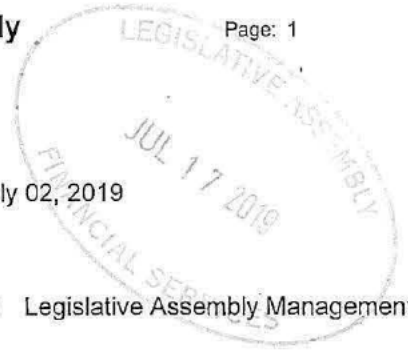 ly Page: 1
LEGISLATIVE ASSEMBLY
JUL 17 2019
ly 02, 2019
FINANCIAL SERVICES
Legislative Assembly Management